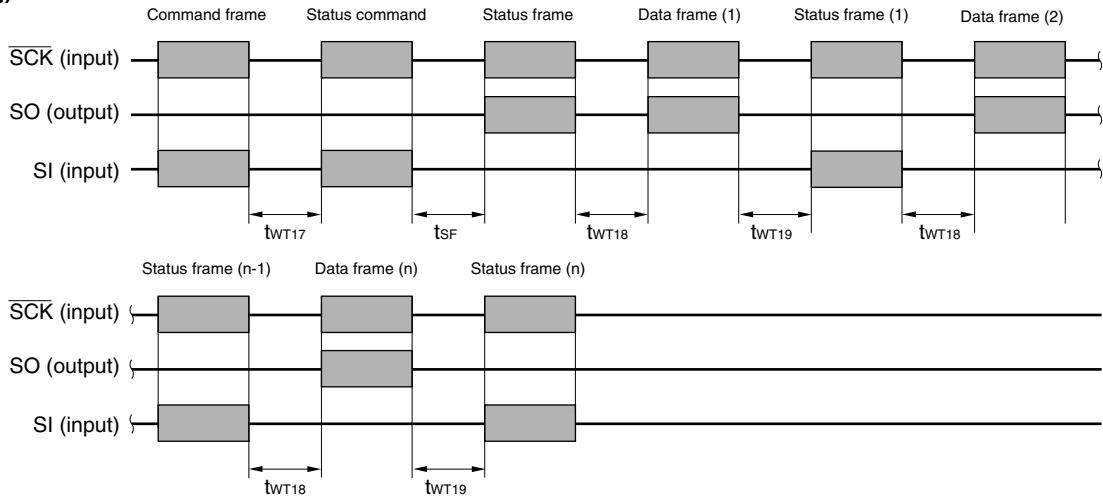 Command frame Status command Status frame Data frame (1) Status frame (1) Data frame (2)
SCK (input)
SO (output)
SI (input)
tWT17 tSF tWT18 tWT19 tWT18
Status frame (n-1) Data frame (n) Status frame (n)
SCK (input)
SO (output)
SI (input)
tWT18 tWT19